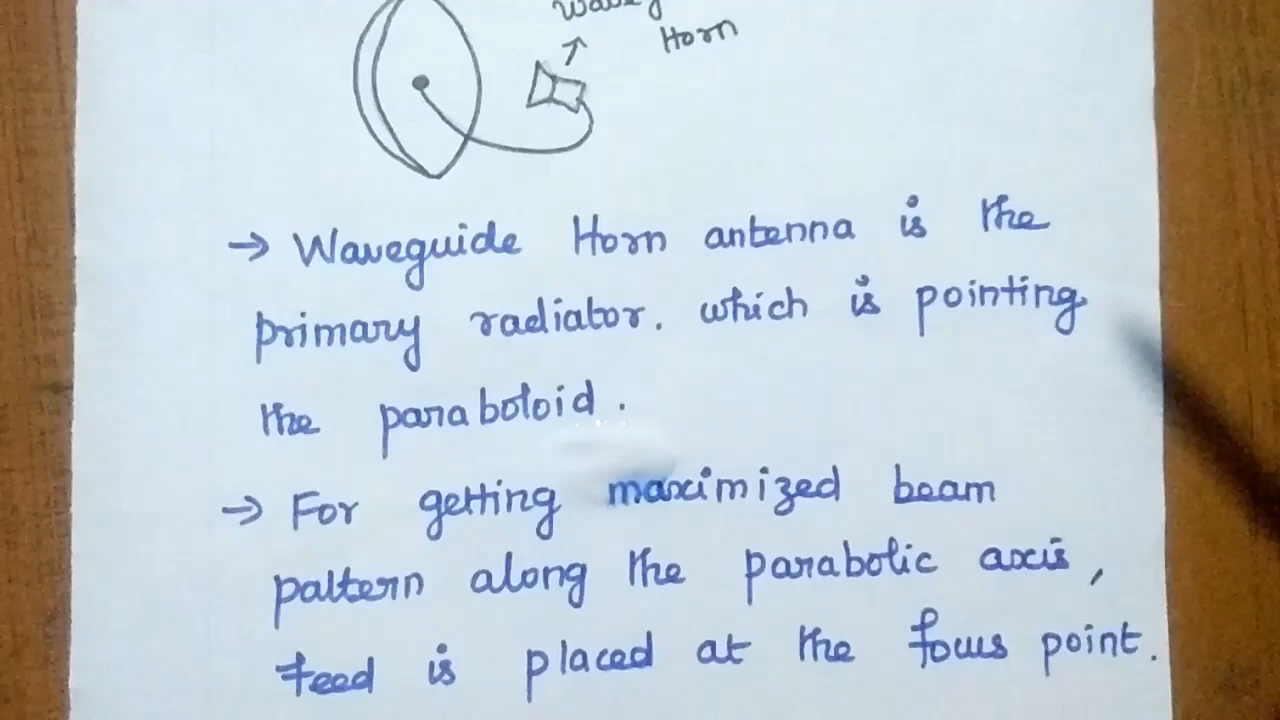 Horn
→ Waveguide Horn antenna is the
primary radiator. which is pointing
the paraboloid.
→ For getting maximized beam
pattern along the parabolic axis,
feed is placed at the focus point.